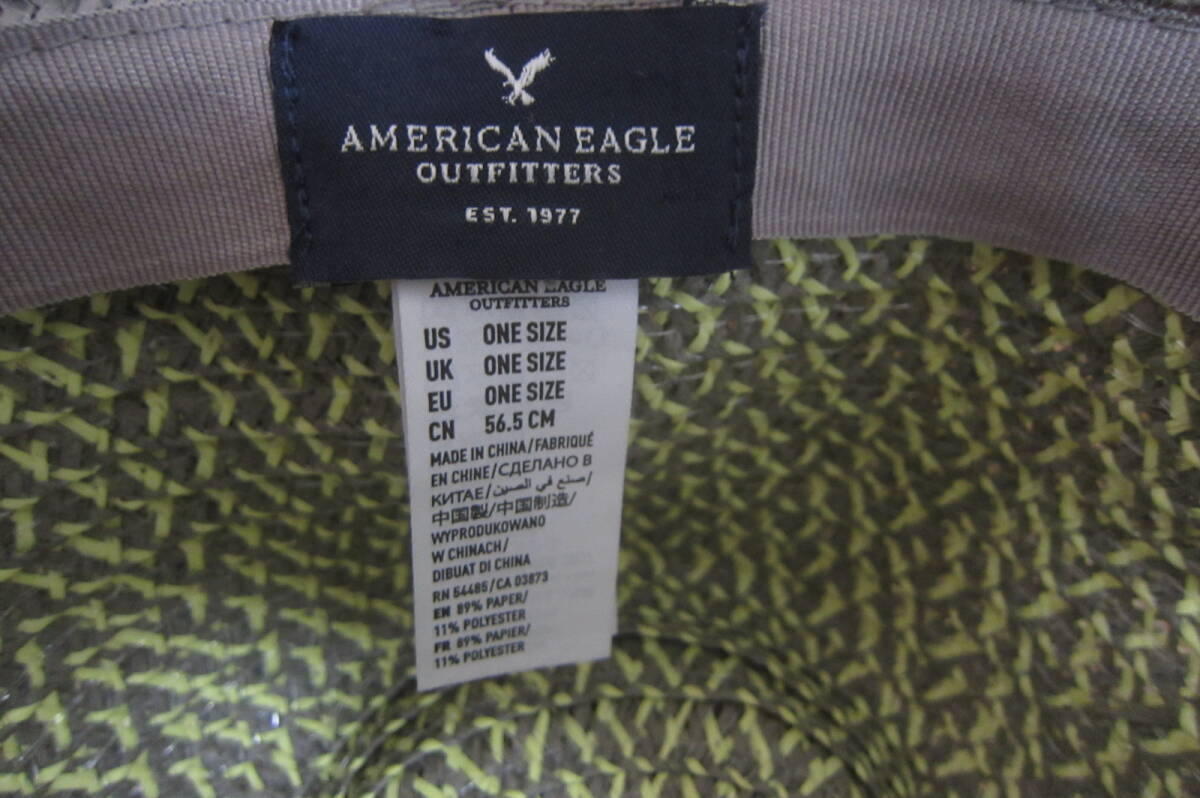 AMERICAN EAGLE
OUTFITTERS
EST. 1977
AMERICAN EAGLE
OUTFITTERS
US ONE SIZE
UK ONE SIZE
EU ONE SIZE
CN 56.5 CM
MADE IN CHINA/FABRIQUÉ
EN CHINE/СДЕЛАНО В
КИТАЕ/صنع في الصين/
中国製/中国制造/
WYPRODUKOWANO
W CHINACH/
DIBUAT DI CHINA
RN 54485/CA 03873
EN 89% PAPER/
11% POLYESTER
FR 89% PAPIER/
11% POLYESTER